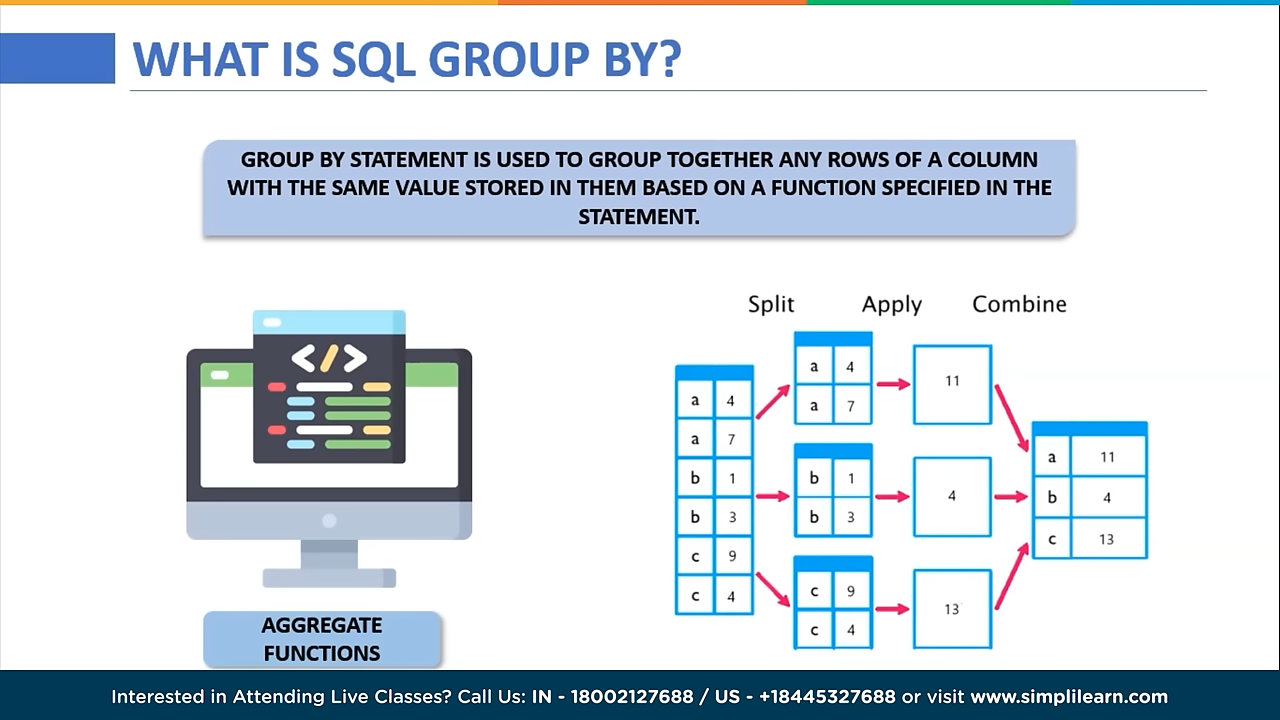 WHAT IS SQL GROUP BY?
GROUP BY STATEMENT IS USED TO GROUP TOGETHER ANY ROWS OF A COLUMN
WITH THE SAME VALUE STORED IN THEM BASED ON A FUNCTION SPECIFIED IN THE
STATEMENT.
Split Apply Combine
a 4
a 7
b 1
b 3
c 9
c 4
a 4
a 7
b 1
b 3
c 9
c 4
11
4
13
a 11
b 4
c 13
</>
AGGREGATE
FUNCTIONS
Interested in Attending Live Classes? Call Us: IN - 18002127688 / US - +18445327688 or visit www.simplilearn.com